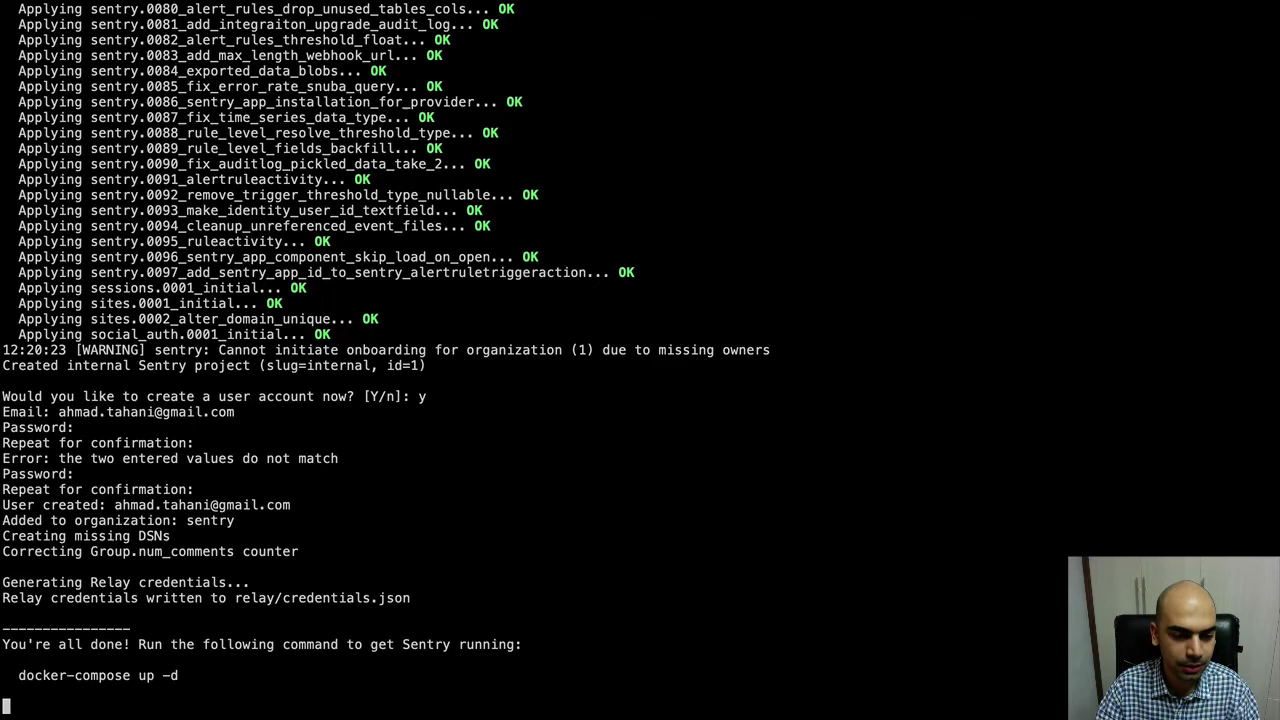 Applying sentry.0080_alert_rules_drop_unused_tables_cols... OK
Applying sentry.0081_add_integraiton_upgrade_audit_log... OK
Applying sentry.0082_alert_rules_threshold_float... OK
Applying sentry.0083_add_max_length_webhook_url... OK
Applying sentry.0084_exported_data_blobs... OK
Applying sentry.0085_fix_error_rate_snuba_query... OK
Applying sentry.0086_sentry_app_installation_for_provider... OK
Applying sentry.0087_fix_time_series_data_type... OK
Applying sentry.0088_rule_level_resolve_threshold_type... OK
Applying sentry.0089_rule_level_fields_backfill... OK
Applying sentry.0090_fix_auditlog_pickled_data_take_2... OK
Applying sentry.0091_alertruleactivity... OK
Applying sentry.0092_remove_trigger_threshold_type_nullable... OK
Applying sentry.0093_make_identity_user_id_textfield... OK
Applying sentry.0094_cleanup_unreferenced_event_files... OK
Applying sentry.0095_ruleactivity... OK
Applying sentry.0096_sentry_app_component_skip_load_on_open... OK
Applying sentry.0097_add_sentry_app_id_to_sentry_alertruletriggeraction... OK
Applying sessions.0001_initial... OK
Applying sites.0001_initial... OK
Applying sites.0002_alter_domain_unique... OK
Applying social_auth.0001_initial... OK
12:20:23 [WARNING] sentry: Cannot initiate onboarding for organization (1) due to missing owners
Created internal Sentry project (slug=internal, id=1)
Would you like to create a user account now? [Y/n]: y
Email: ahmad.tahani@gmail.com
Password:
Repeat for confirmation:
Error: the two entered values do not match
Password:
Repeat for confirmation:
User created: ahmad.tahani@gmail.com
Added to organization: sentry
Creating missing DSNs
Correcting Group.num_comments counter
Generating Relay credentials...
Relay credentials written to relay/credentials.json
----------------
You're all done! Run the following command to get Sentry running:
docker-compose up -d